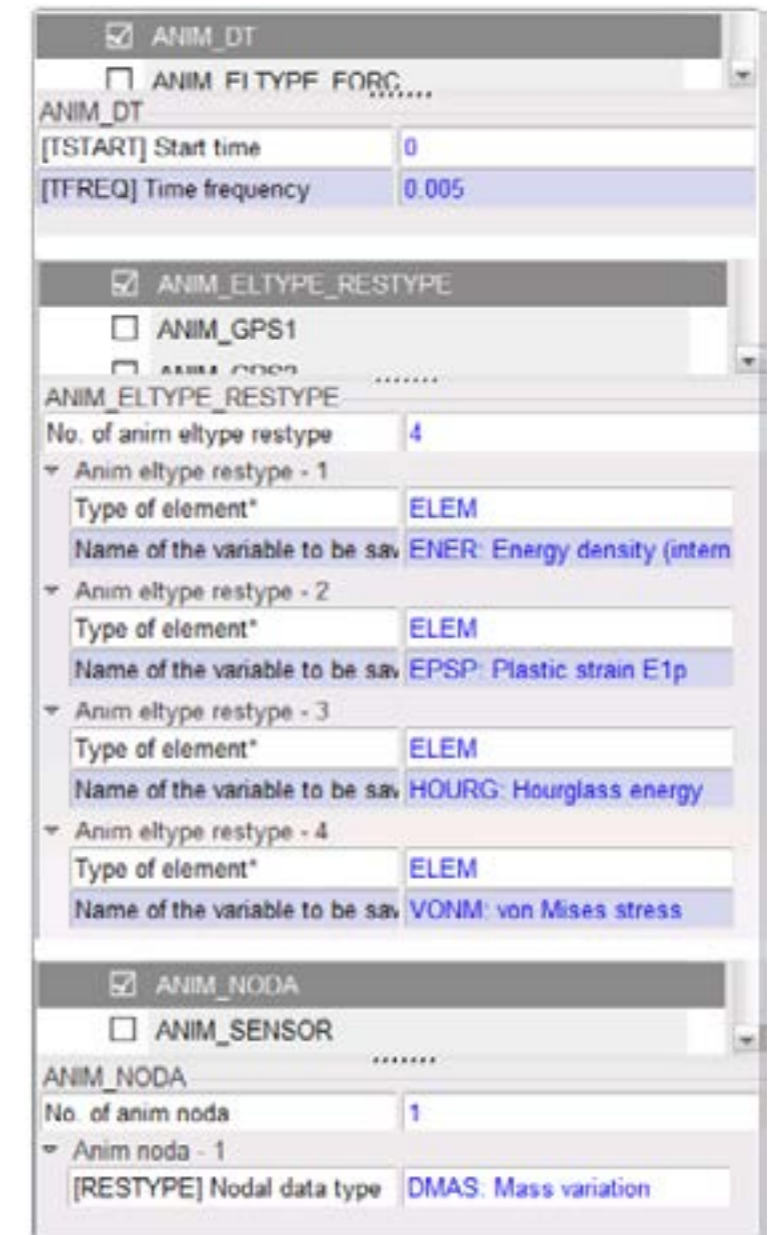 ANIM_DT
ANIM_ELTYPE_FORC
ANIM_DT
[TSTART] Start time 0
[TFREQ] Time frequency 0.005
ANIM_ELTYPE_RESTYPE
ANIM_GPS1
ANIM_GPS2
ANIM_ELTYPE_RESTYPE
No. of anim eltype restype 4
Anim eltype restype - 1
Type of element* ELEM
Name of the variable to be sav ENER: Energy density (intern
Anim eltype restype - 2
Type of element* ELEM
Name of the variable to be sav EPSP: Plastic strain E1p
Anim eltype restype - 3
Type of element* ELEM
Name of the variable to be sav HOURG: Hourglass energy
Anim eltype restype - 4
Type of element* ELEM
Name of the variable to be sav VONM: von Mises stress
ANIM_NODA
ANIM_SENSOR
ANIM_NODA
No. of anim noda 1
Anim noda - 1
[RESTYPE] Nodal data type DMAS: Mass variation